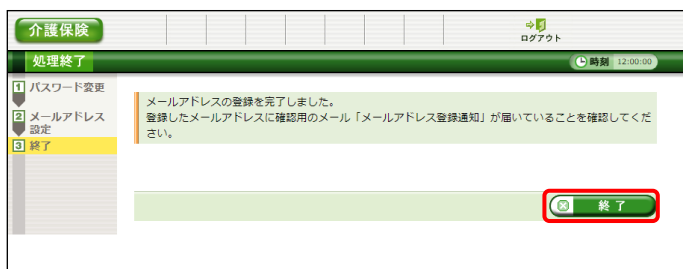 介護保険
ログアウト
処理終了
時刻 12:00:00
1 パスワード変更
2 メールアドレス
設定
3 終了
メールアドレスの登録を完了しました。
登録したメールアドレスに確認用のメール「メールアドレス登録通知」が届いていることを確認してくだ
さい。
終了